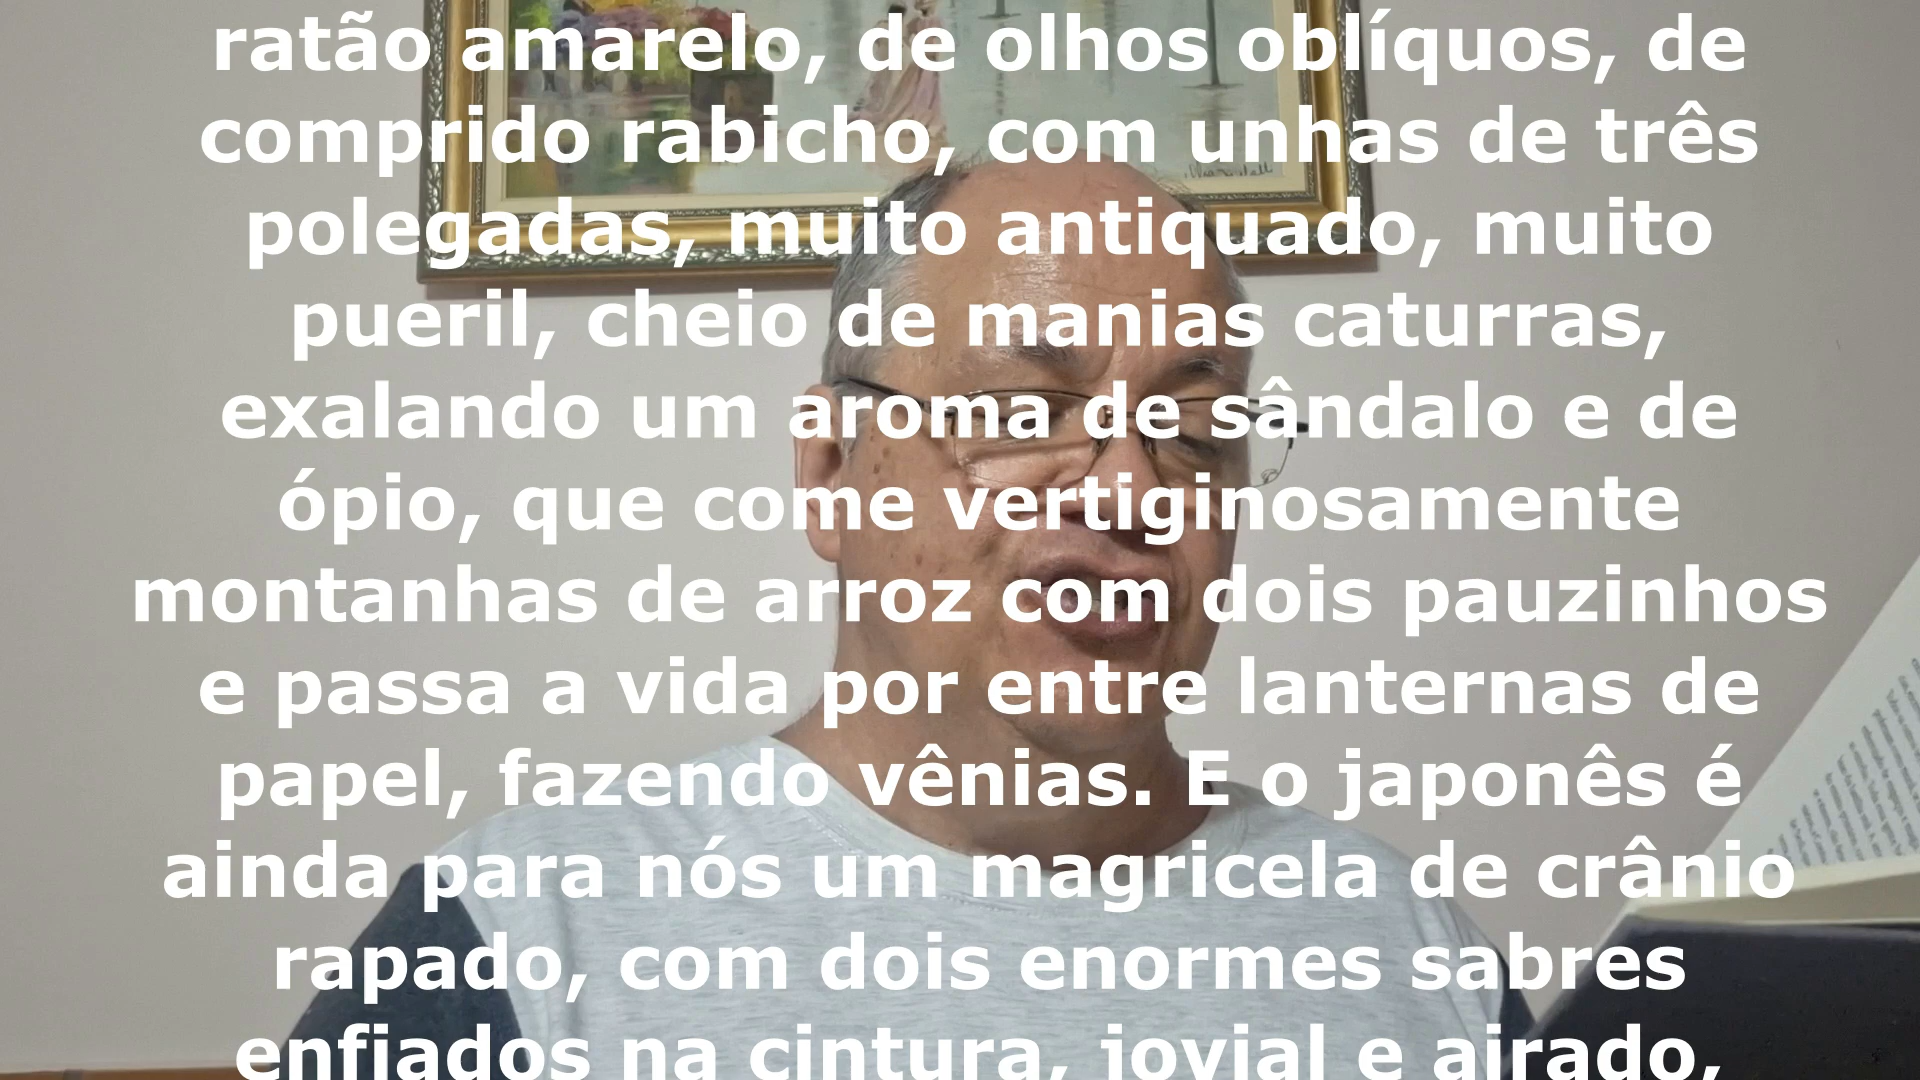 ratão amarelo, de olhos oblíquos, de
comprido rabicho, com unhas de três
polegadas, muito antiquado, muito
pueril, cheio de manias caturras,
exalando um aroma de sândalo e de
ópio, que come vertiginosamente
montanhas de arroz com dois pauzinhos
e passa a vida por entre lanternas de
papel, fazendo vênias. E o japonês é
ainda para nós um magricela de crânio
rapado, com dois enormes sabres
enfiados na cintura, jovial e airado,